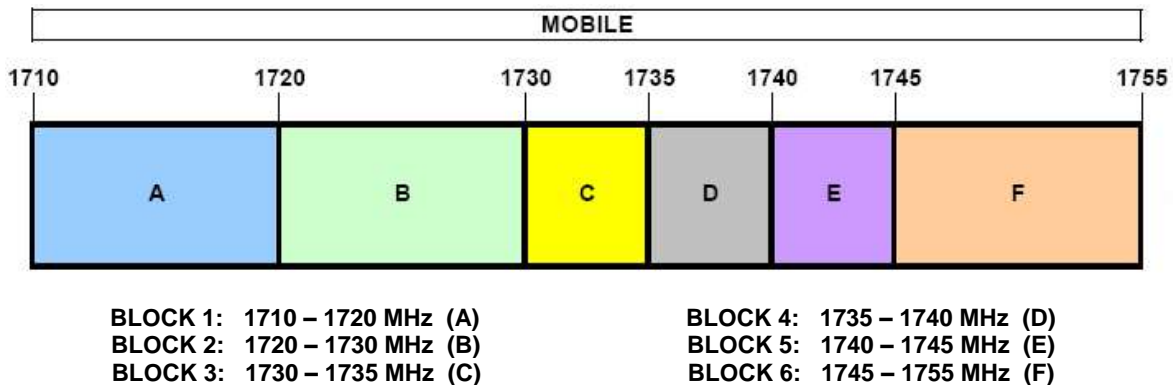 MOBILE
1710 1720 1730 1735 1740 1745 1755
A B C D E F
BLOCK 1: 1710 – 1720 MHz (A)
BLOCK 2: 1720 – 1730 MHz (B)
BLOCK 3: 1730 – 1735 MHz (C)
BLOCK 4: 1735 – 1740 MHz (D)
BLOCK 5: 1740 – 1745 MHz (E)
BLOCK 6: 1745 – 1755 MHz (F)